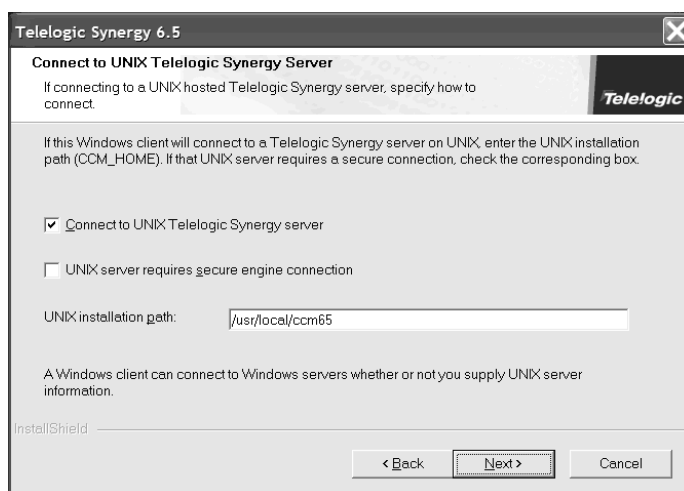 Telelogic Synergy 6.5
Connect to UNIX Telelogic Synergy Server
If connecting to a UNIX hosted Telelogic Synergy server, specify how to
connect.
Telelogic
If this Windows client will connect to a Telelogic Synergy server on UNIX, enter the UNIX installation
path (CCM_HOME). If that UNIX server requires a secure connection, check the corresponding box.
Connect to UNIX Telelogic Synergy server
UNIX server requires secure engine connection
UNIX installation path: /usr/local/ccm65
A Windows client can connect to Windows servers whether or not you supply UNIX server
information.
InstallShield
< Back Next > Cancel